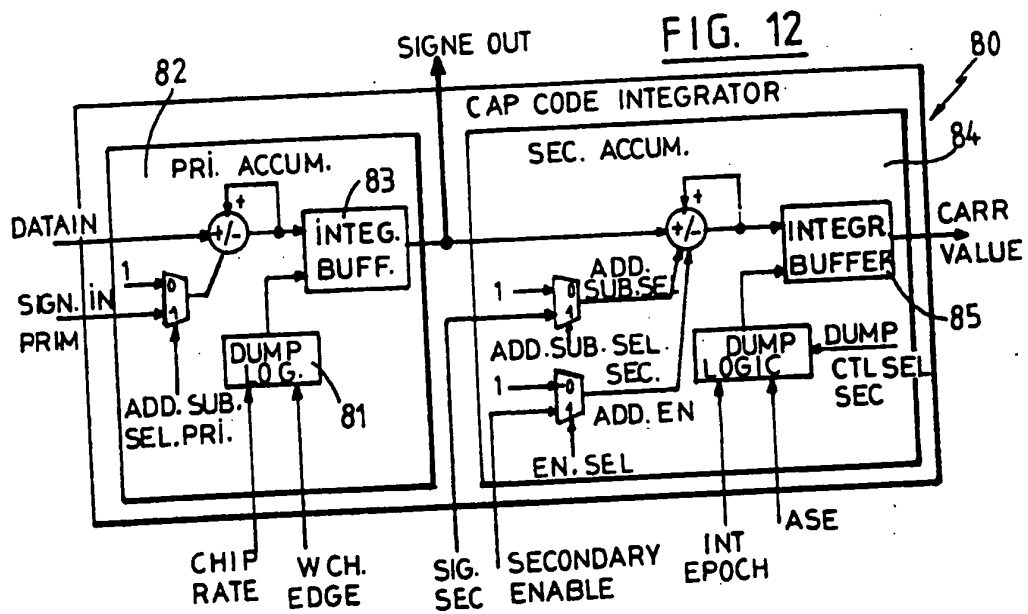 FIG. 12
SIGNE OUT
80
82
CAP CODE INTEGRATOR
84
PRI. ACCUM.
SEC. ACCUM.
83
+
+
DATAIN
+/-
INTEG.
BUFF.
+/-
INTEGR.
BUFFER
CARR
VALUE
1
0
1
SIGN. IN
PRIM
ADD.
SUB.SEL
1
0
1
85
DUMP
LOG.
81
ADD.SUB.
SEL.PRI.
ADD.SUB. SEL
SEC.
DUMP
LOGIC
DUMP
CTL SEL
SEC
1
0
1
ADD. EN
EN. SEL
CHIP
RATE
W CH.
EDGE
SIG.
SEC
SECONDARY
ENABLE
INT
EPOCH
ASE